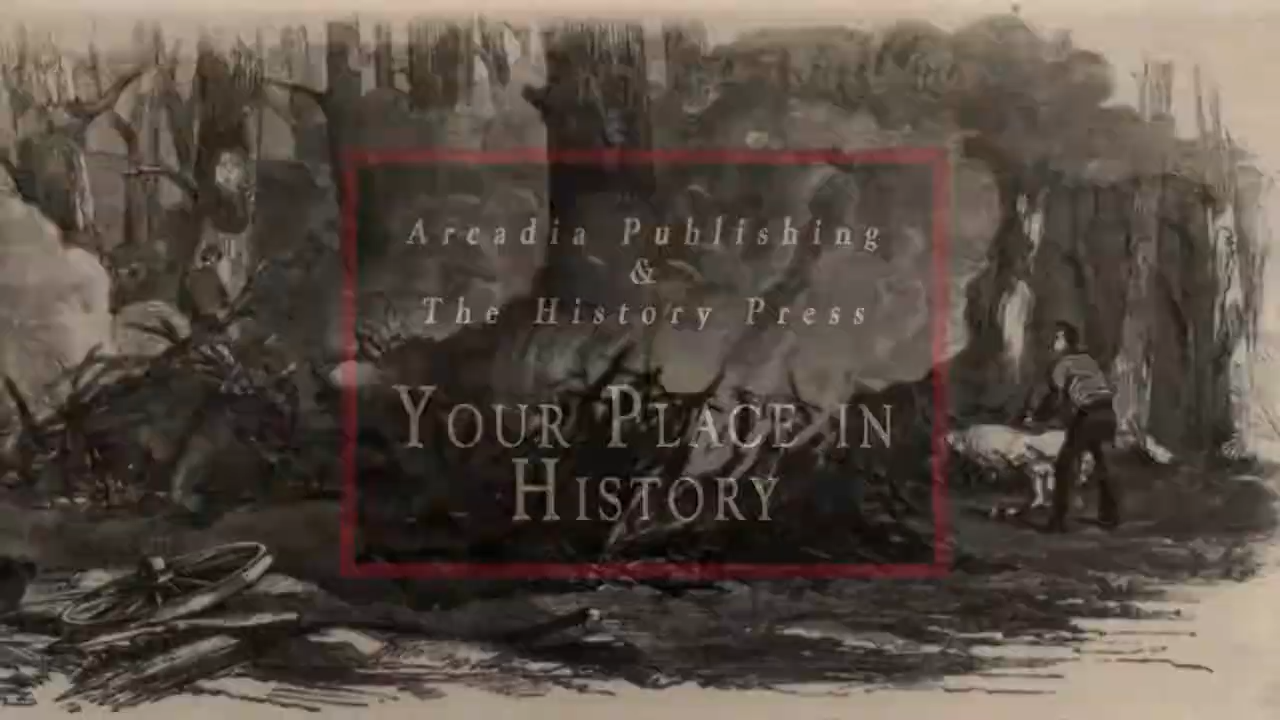 Arcadia Publishing
&
The History Press
Your Place in
History